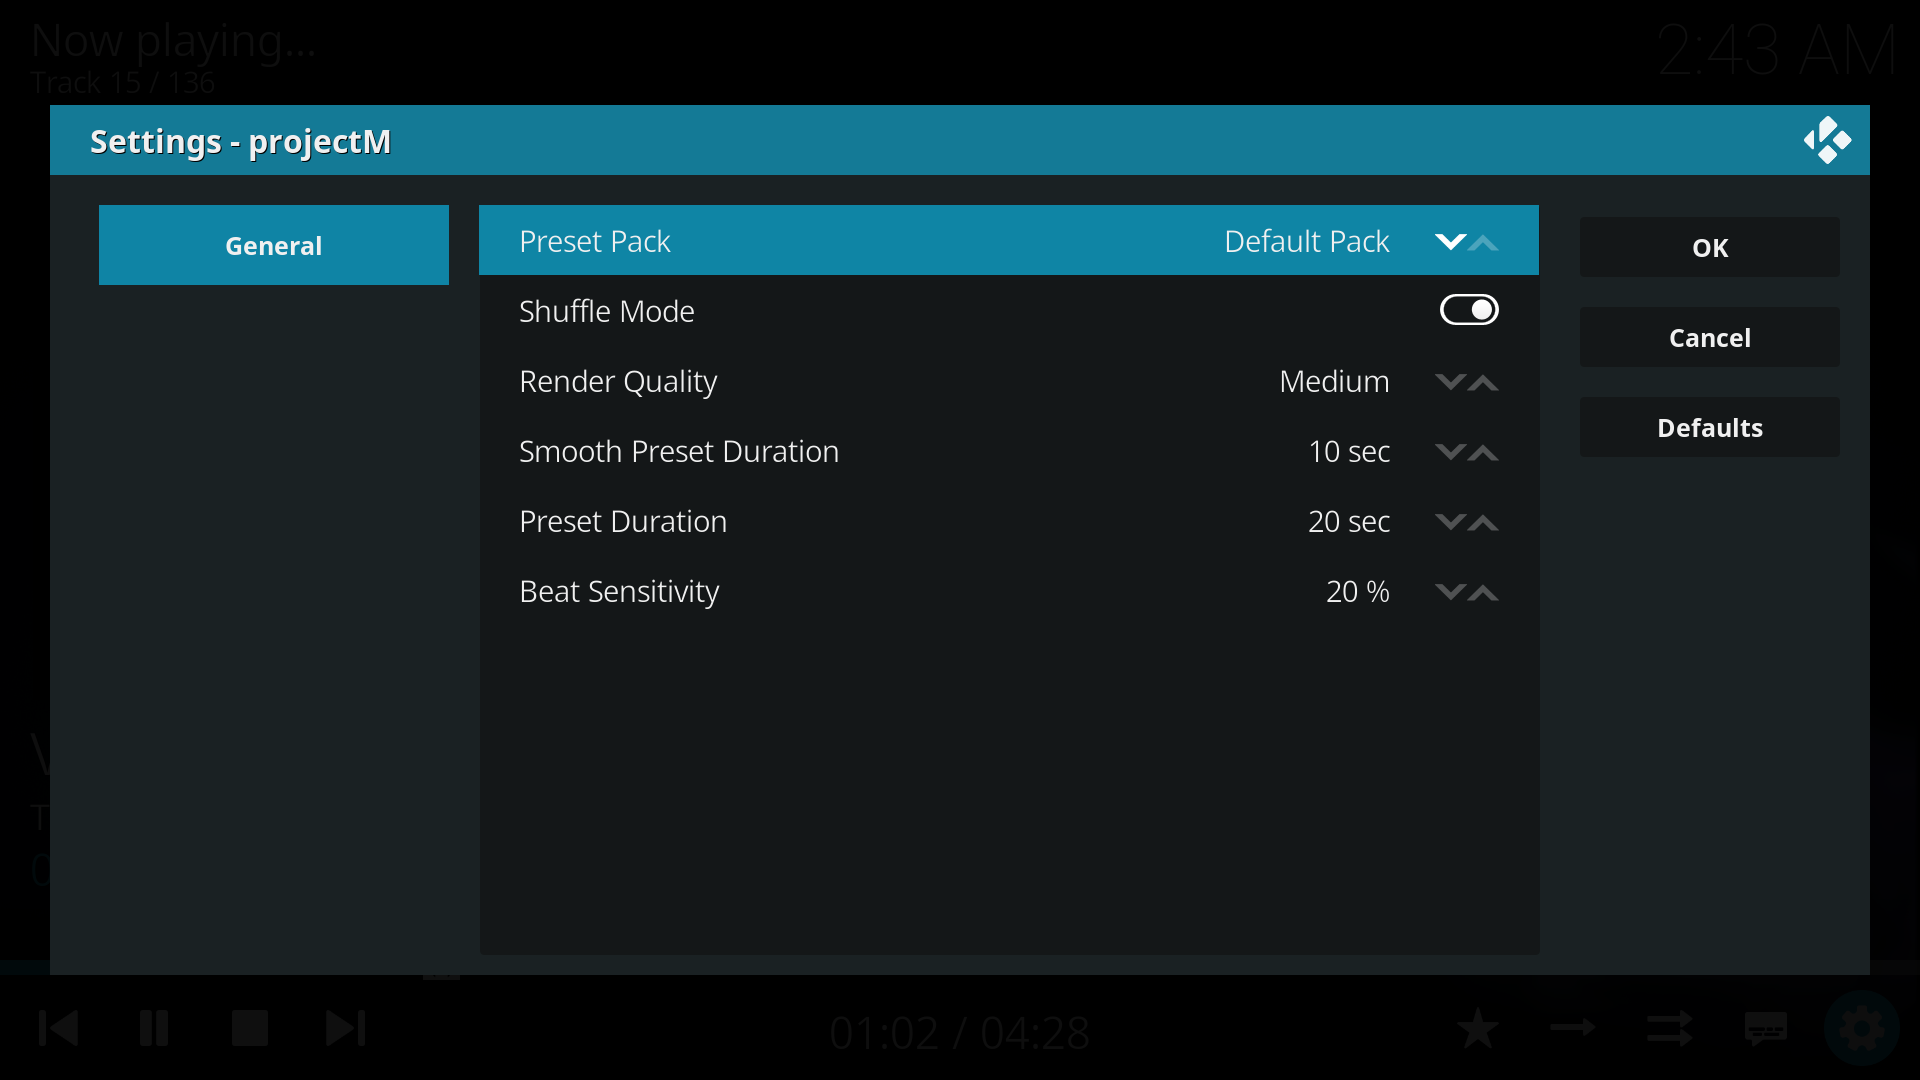 Now playing...
2:43 AM
Track 15 / 136
Settings - projectM
General
Preset Pack Default Pack
OK
Shuffle Mode
Cancel
Render Quality Medium
Defaults
Smooth Preset Duration 10 sec
Preset Duration 20 sec
Beat Sensitivity 20 %
01:02 / 04:28